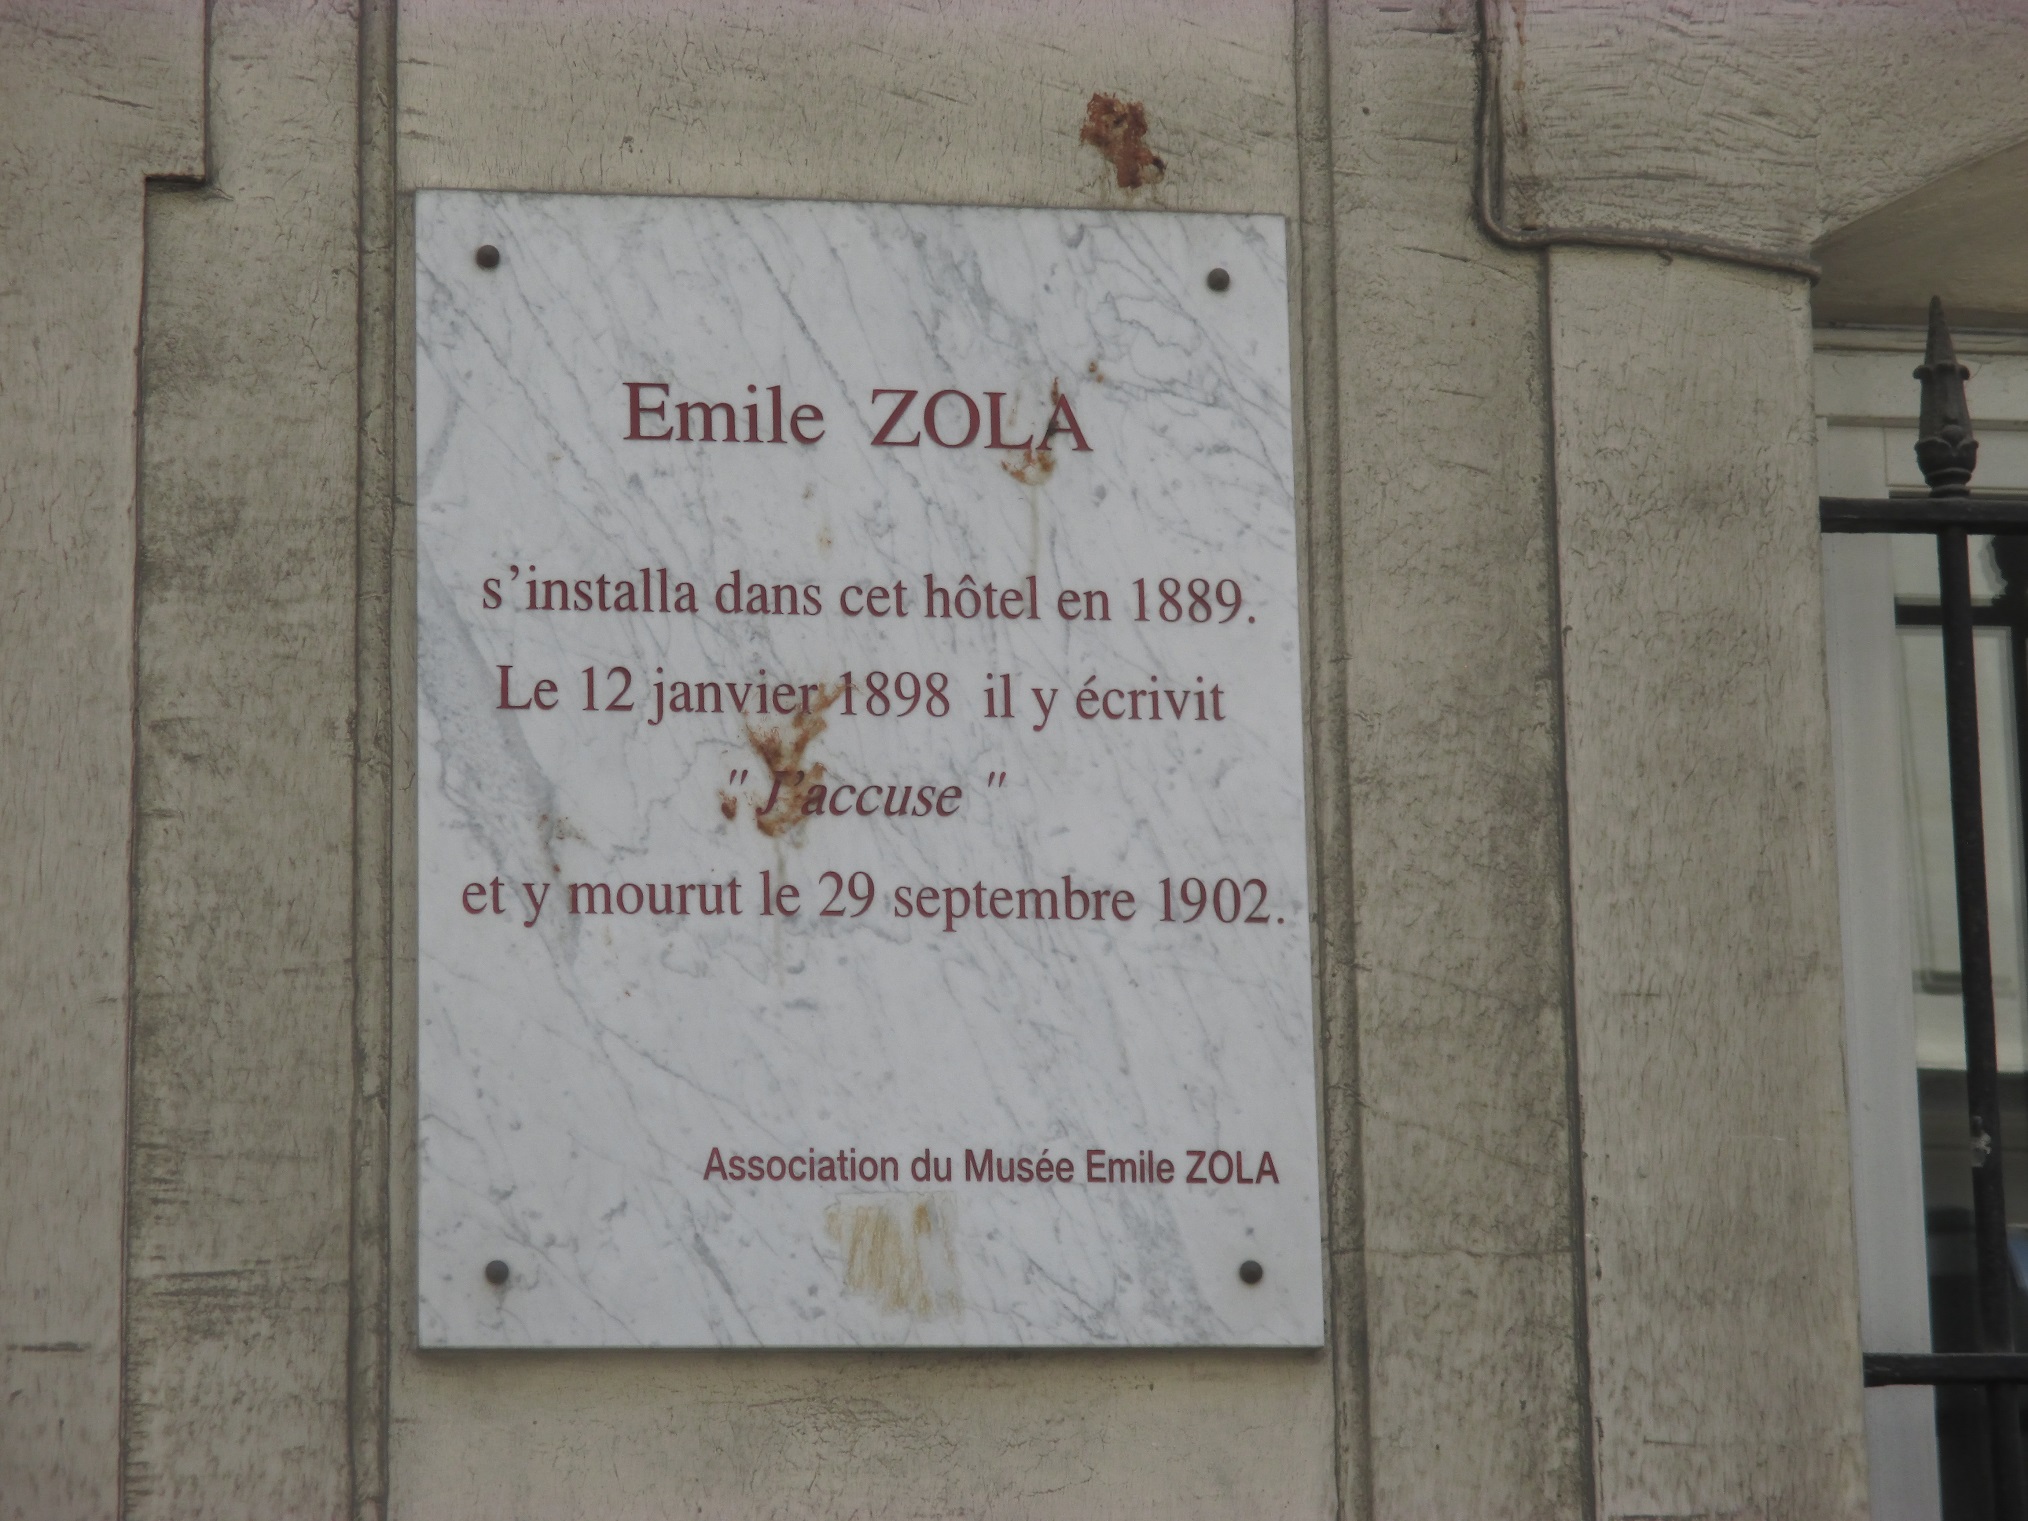 Emile ZOLA
s'installa dans cet hôtel en 1889.
Le 12 janvier 1898 il y écrivit
" J'accuse "
et y mourut le 29 septembre 1902.
Association du Musée Emile ZOLA